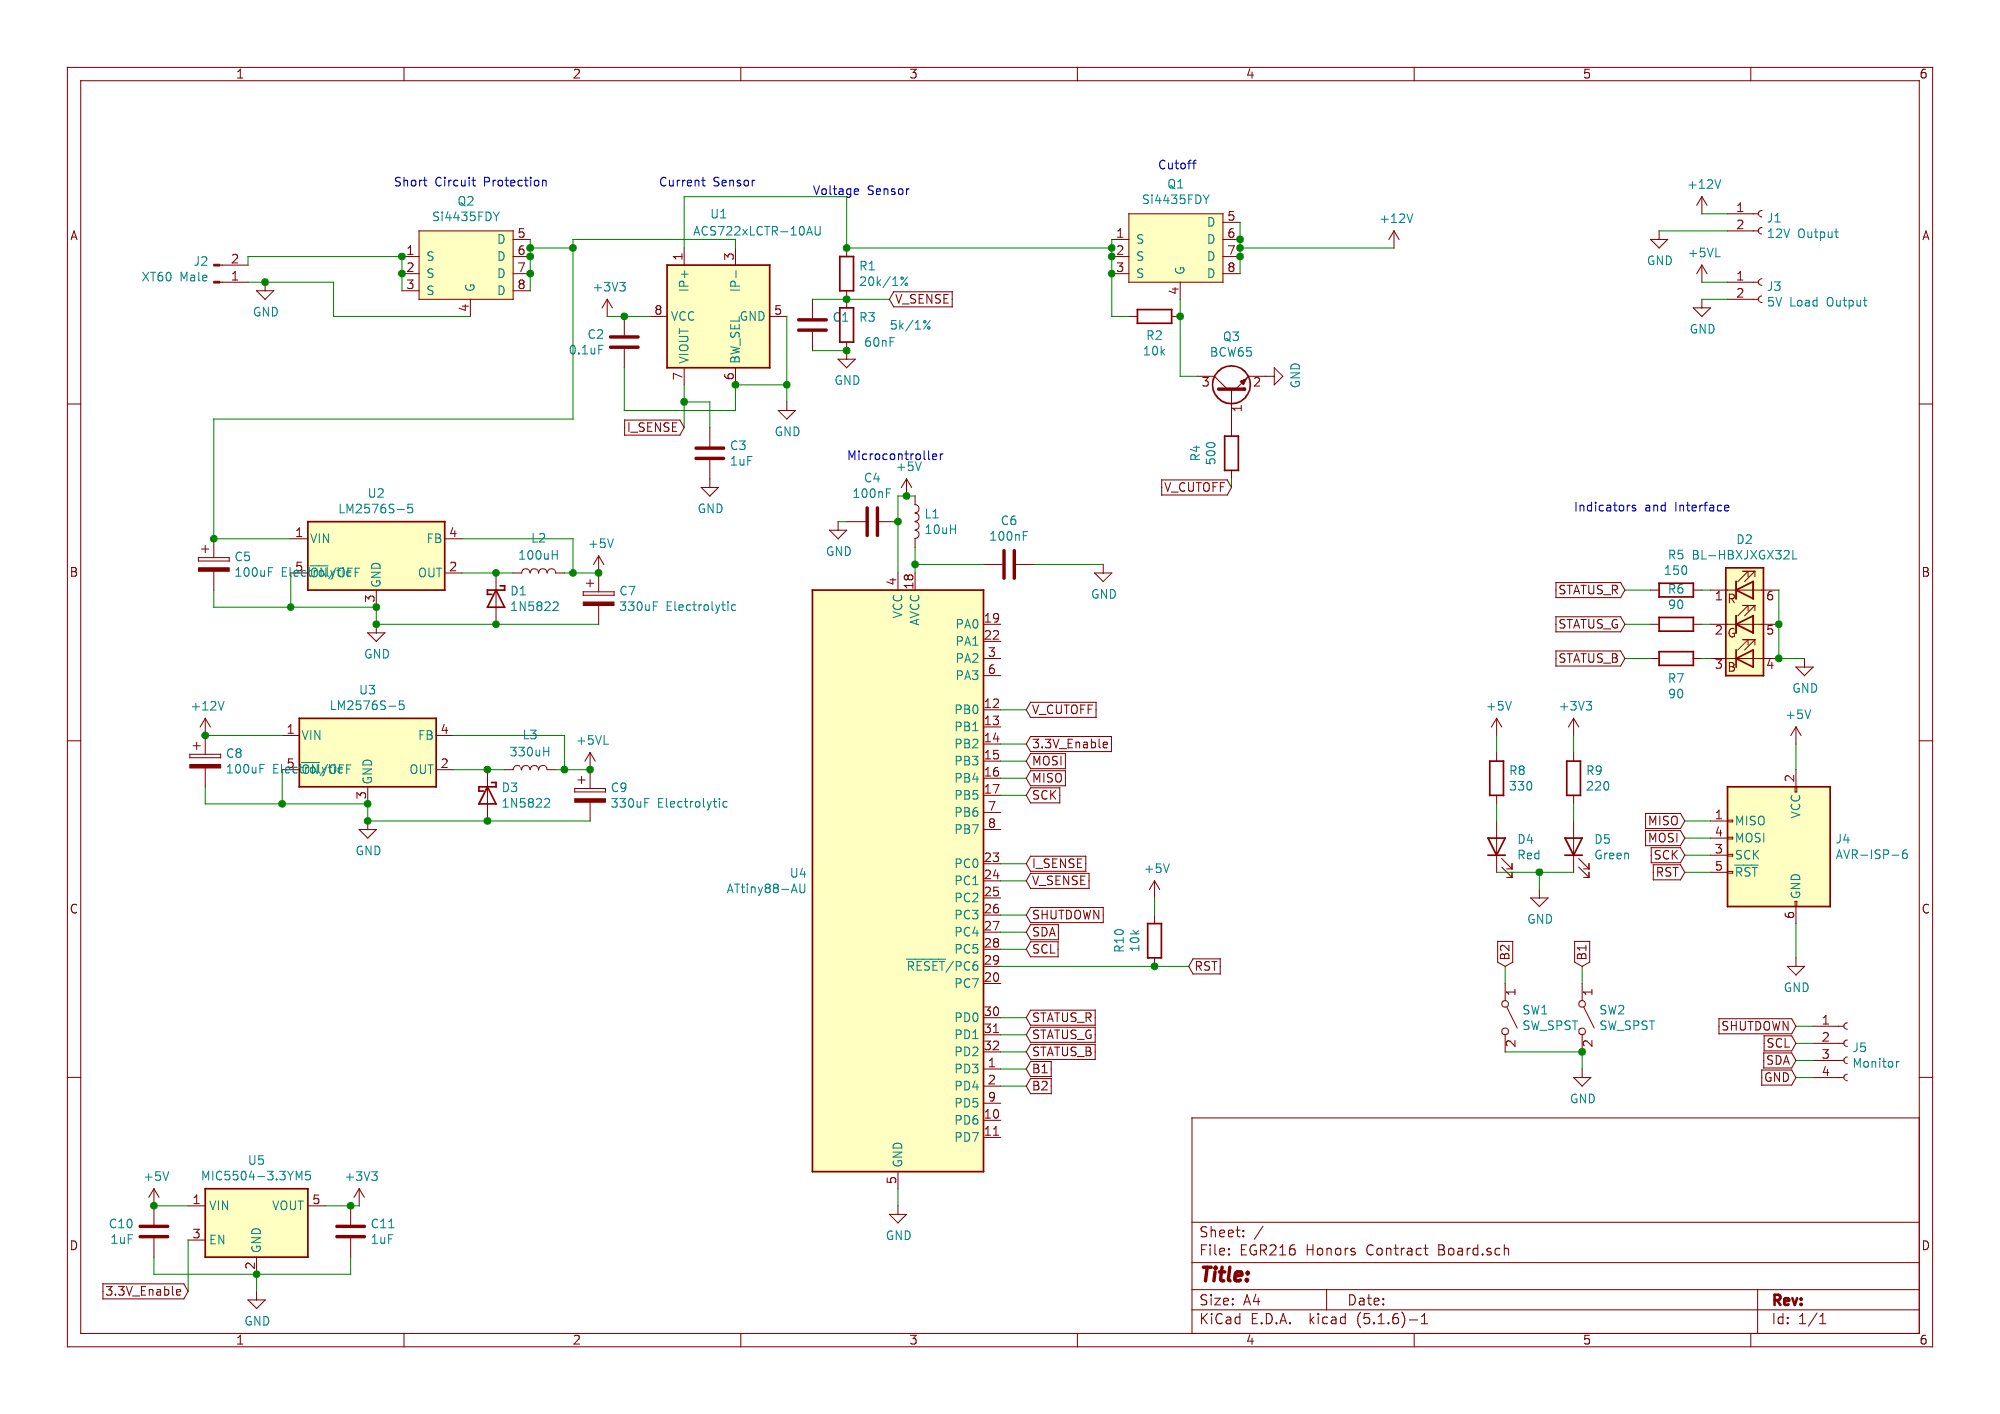 1 2 3 4 5 6
A
B
C
D
A
B
C
D
1 2 3 4 5 6
Short Circuit Protection
Q2
Si4435FDY
1 S
2 S
3 S
D 5
D 6
D 7
D 8
G
4
J2
XT60 Male
2
1
GND
Current Sensor
U1
ACS722xLCTR-10AU
1
3
IP+
IP-
8 VCC
GND 5
VIOUT
BW_SEL
7
6
+3V3
C2
0.1uF
GND
I_SENSE
C3
1uF
GND
Voltage Sensor
R1
20k/1%
V_SENSE
C1
R3
5k/1%
60nF
GND
Cutoff
Q1
Si4435FDY
1 S
2 S
3 S
D 5
D 6
D 7
D 8
G
4
+12V
R2
10k
Q3
BCW65
3
2
1
GND
R4
500
V_CUTOFF
+12V
1
2
J1
12V Output
GND
+5VL
1
2
J3
5V Load Output
GND
U2
LM2576S-5
1 VIN
FB 4
5 ON/OFF
OUT 2
GND
3
C5
100uF Electrolytic
L2
100uH
+5V
D1
1N5822
C7
330uF Electrolytic
GND
+12V
U3
LM2576S-5
1 VIN
FB 4
5 ON/OFF
OUT 2
GND
3
C8
100uF Electrolytic
L3
330uH
+5VL
D3
1N5822
C9
330uF Electrolytic
GND
Microcontroller
+5V
C4
100nF
GND
L1
10uH
C6
100nF
GND
4
18
VCC
AVCC
U4
ATtiny88-AU
PA0 19
PA1 22
PA2 3
PA3 6
PB0 12 V_CUTOFF
PB1 13
PB2 14 3.3V_Enable
PB3 15 MOSI
PB4 16 MISO
PB5 17 SCK
PB6 7
PB7 8
PC0 23 I_SENSE
PC1 24 V_SENSE
PC2 25
PC3 26 SHUTDOWN
PC4 27 SDA
PC5 28 SCL
RESET/PC6 29
PC7 20
+5V
R10
10k
RST
PD0 30 STATUS_R
PD1 31 STATUS_G
PD2 32 STATUS_B
PD3 1 B1
PD4 2 B2
PD5 9
PD6 10
PD7 11
GND
5
GND
Indicators and Interface
D2
BL-HBXJXGX32L
R5
150
R6
90
R7
90
STATUS_R
STATUS_G
STATUS_B
1 R 6
2 G 5
3 B 4
GND
+5V
+3V3
R8
330
R9
220
D4
Red
D5
Green
GND
+5V
2
VCC
MISO 1 MISO
MOSI 4 MOSI
SCK 3 SCK
RST 5 RST
GND
6
J4
AVR-ISP-6
GND
B2
B1
1
1
SW1
SW_SPST
SW2
SW_SPST
2
2
GND
SHUTDOWN 1
SCL 2
SDA 3
GND 4
J5
Monitor
+5V
U5
MIC5504-3.3YM5
+3V3
1 VIN
VOUT 5
3 EN
GND
2
C10
1uF
C11
1uF
3.3V_Enable
GND
Sheet: /
File: EGR216 Honors Contract Board.sch
Title:
Size: A4
Date:
Rev:
KiCad E.D.A. kicad (5.1.6)-1
Id: 1/1